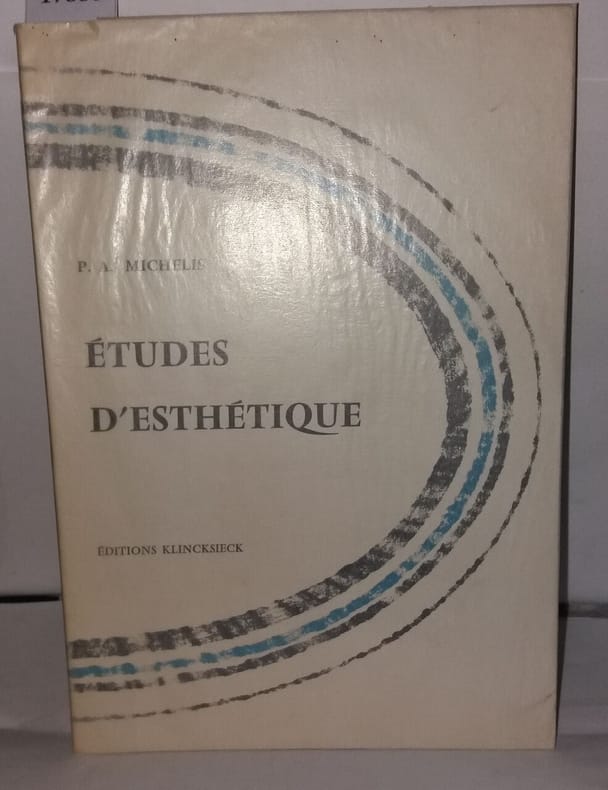 P. A. MICHELIS
ÉTUDES
D'ESTHÉTIQUE
ÉDITIONS KLINCKSIECK